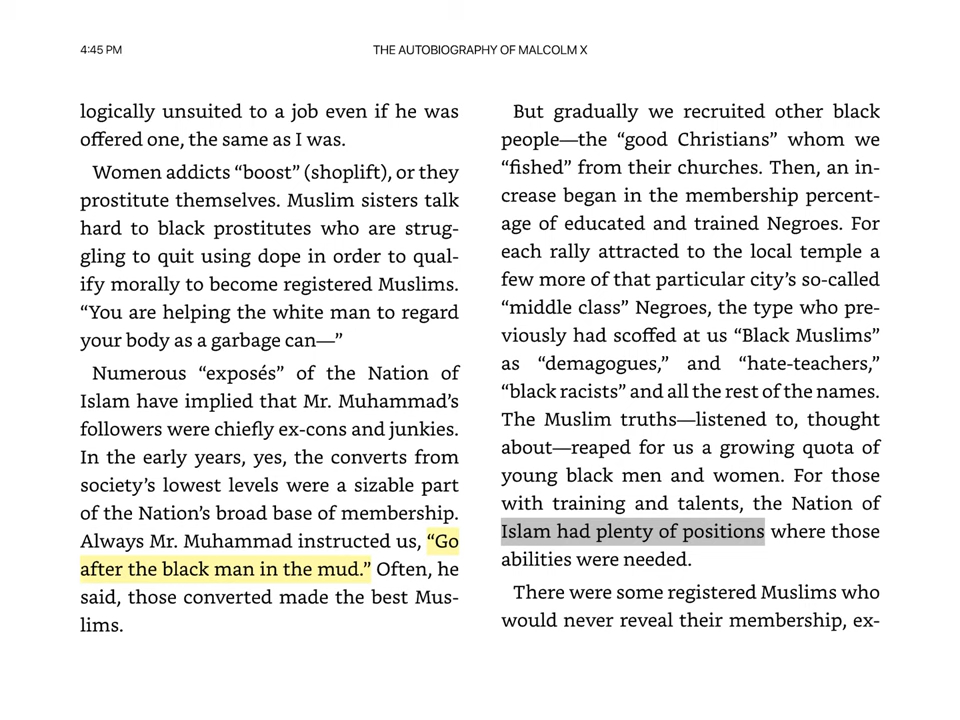 4:45 PM
THE AUTOBIOGRAPHY OF MALCOLM X
logically unsuited to a job even if he was
offered one, the same as I was.
Women addicts “boost” (shoplift), or they
prostitute themselves. Muslim sisters talk
hard to black prostitutes who are strug-
gling to quit using dope in order to qual-
ify morally to become registered Muslims.
“You are helping the white man to regard
your body as a garbage can—”
Numerous “exposés” of the Nation of
Islam have implied that Mr. Muhammad’s
followers were chiefly ex-cons and junkies.
In the early years, yes, the converts from
society’s lowest levels were a sizable part
of the Nation’s broad base of membership.
Always Mr. Muhammad instructed us, “Go
after the black man in the mud.” Often, he
said, those converted made the best Mus-
lims.
But gradually we recruited other black
people—the “good Christians” whom we
“fished” from their churches. Then, an in-
crease began in the membership percent-
age of educated and trained Negroes. For
each rally attracted to the local temple a
few more of that particular city’s so-called
“middle class” Negroes, the type who pre-
viously had scoffed at us “Black Muslims”
as “demagogues,” and “hate-teachers,”
“black racists” and all the rest of the names.
The Muslim truths—listened to, thought
about—reaped for us a growing quota of
young black men and women. For those
with training and talents, the Nation of
Islam had plenty of positions where those
abilities were needed.
There were some registered Muslims who
would never reveal their membership, ex-